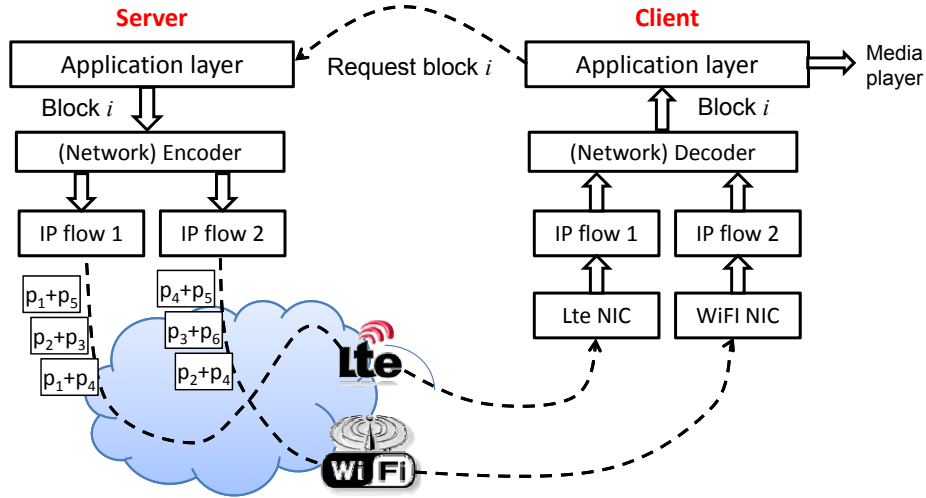 Server
Client
Application layer
Request block i
Application layer
Media
player
Block i
Block i
(Network) Encoder
(Network) Decoder
IP flow 1
IP flow 2
IP flow 1
IP flow 2
p₁+p₅
p₂+p₃
p₁+p₄
p₄+p₅
p₃+p₆
p₂+p₄
Lte NIC
WiFI NIC
Lte
Wi Fi